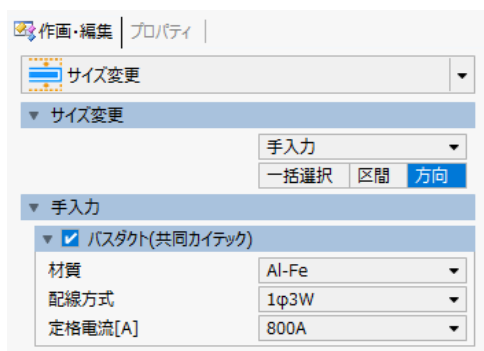 作画・編集 プロパティ
サイズ変更
サイズ変更
手入力
一括選択 区間 方向
手入力
バスダクト(共同カイテック)
材質 Al-Fe
配線方式 1φ3W
定格電流[A] 800A